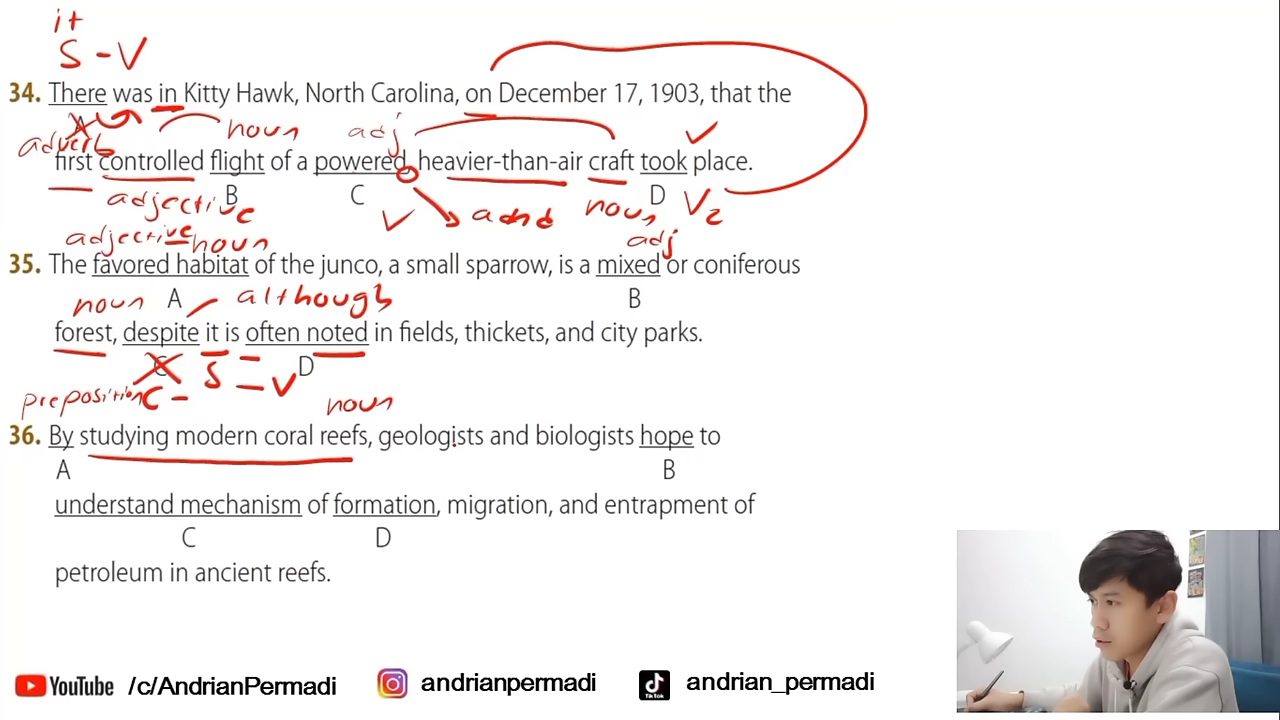 it
S - V
34. There was in Kitty Hawk, North Carolina, on December 17, 1903, that the
A
adverb
noun
adj
first controlled flight of a powered heavier-than-air craft took place.
adjective
B
C
and
noun
D
V2
adjective noun
adj
35. The favored habitat of the junco, a small sparrow, is a mixed or coniferous
noun
A
although
B
forest, despite it is often noted in fields, thickets, and city parks.
C
S = V
D
preposition
noun
36. By studying modern coral reefs, geologists and biologists hope to
A
B
understand mechanism of formation, migration, and entrapment of
C
D
petroleum in ancient reefs.
YouTube /c/AndrianPermadi
andrianpermadi
TikTok
andrian_permadi